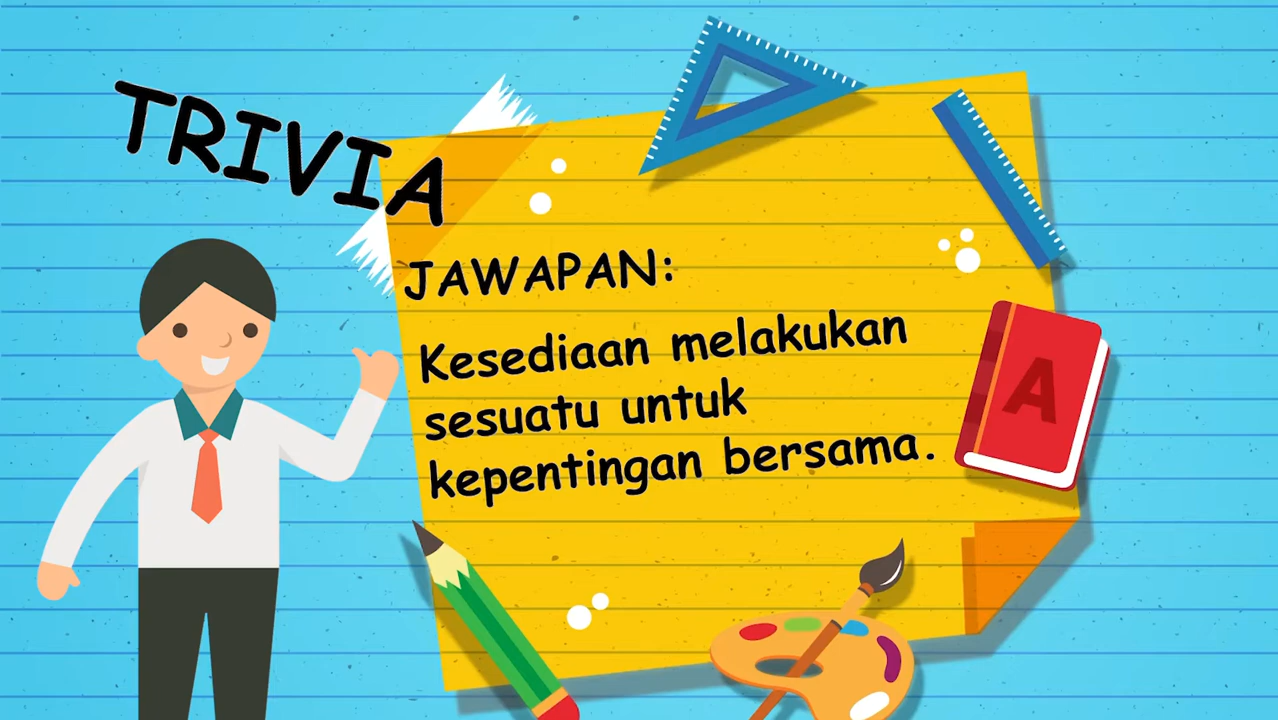 TRIVIA
JAWAPAN:
Kesediaan melakukan
sesuatu untuk
kepentingan bersama.
A